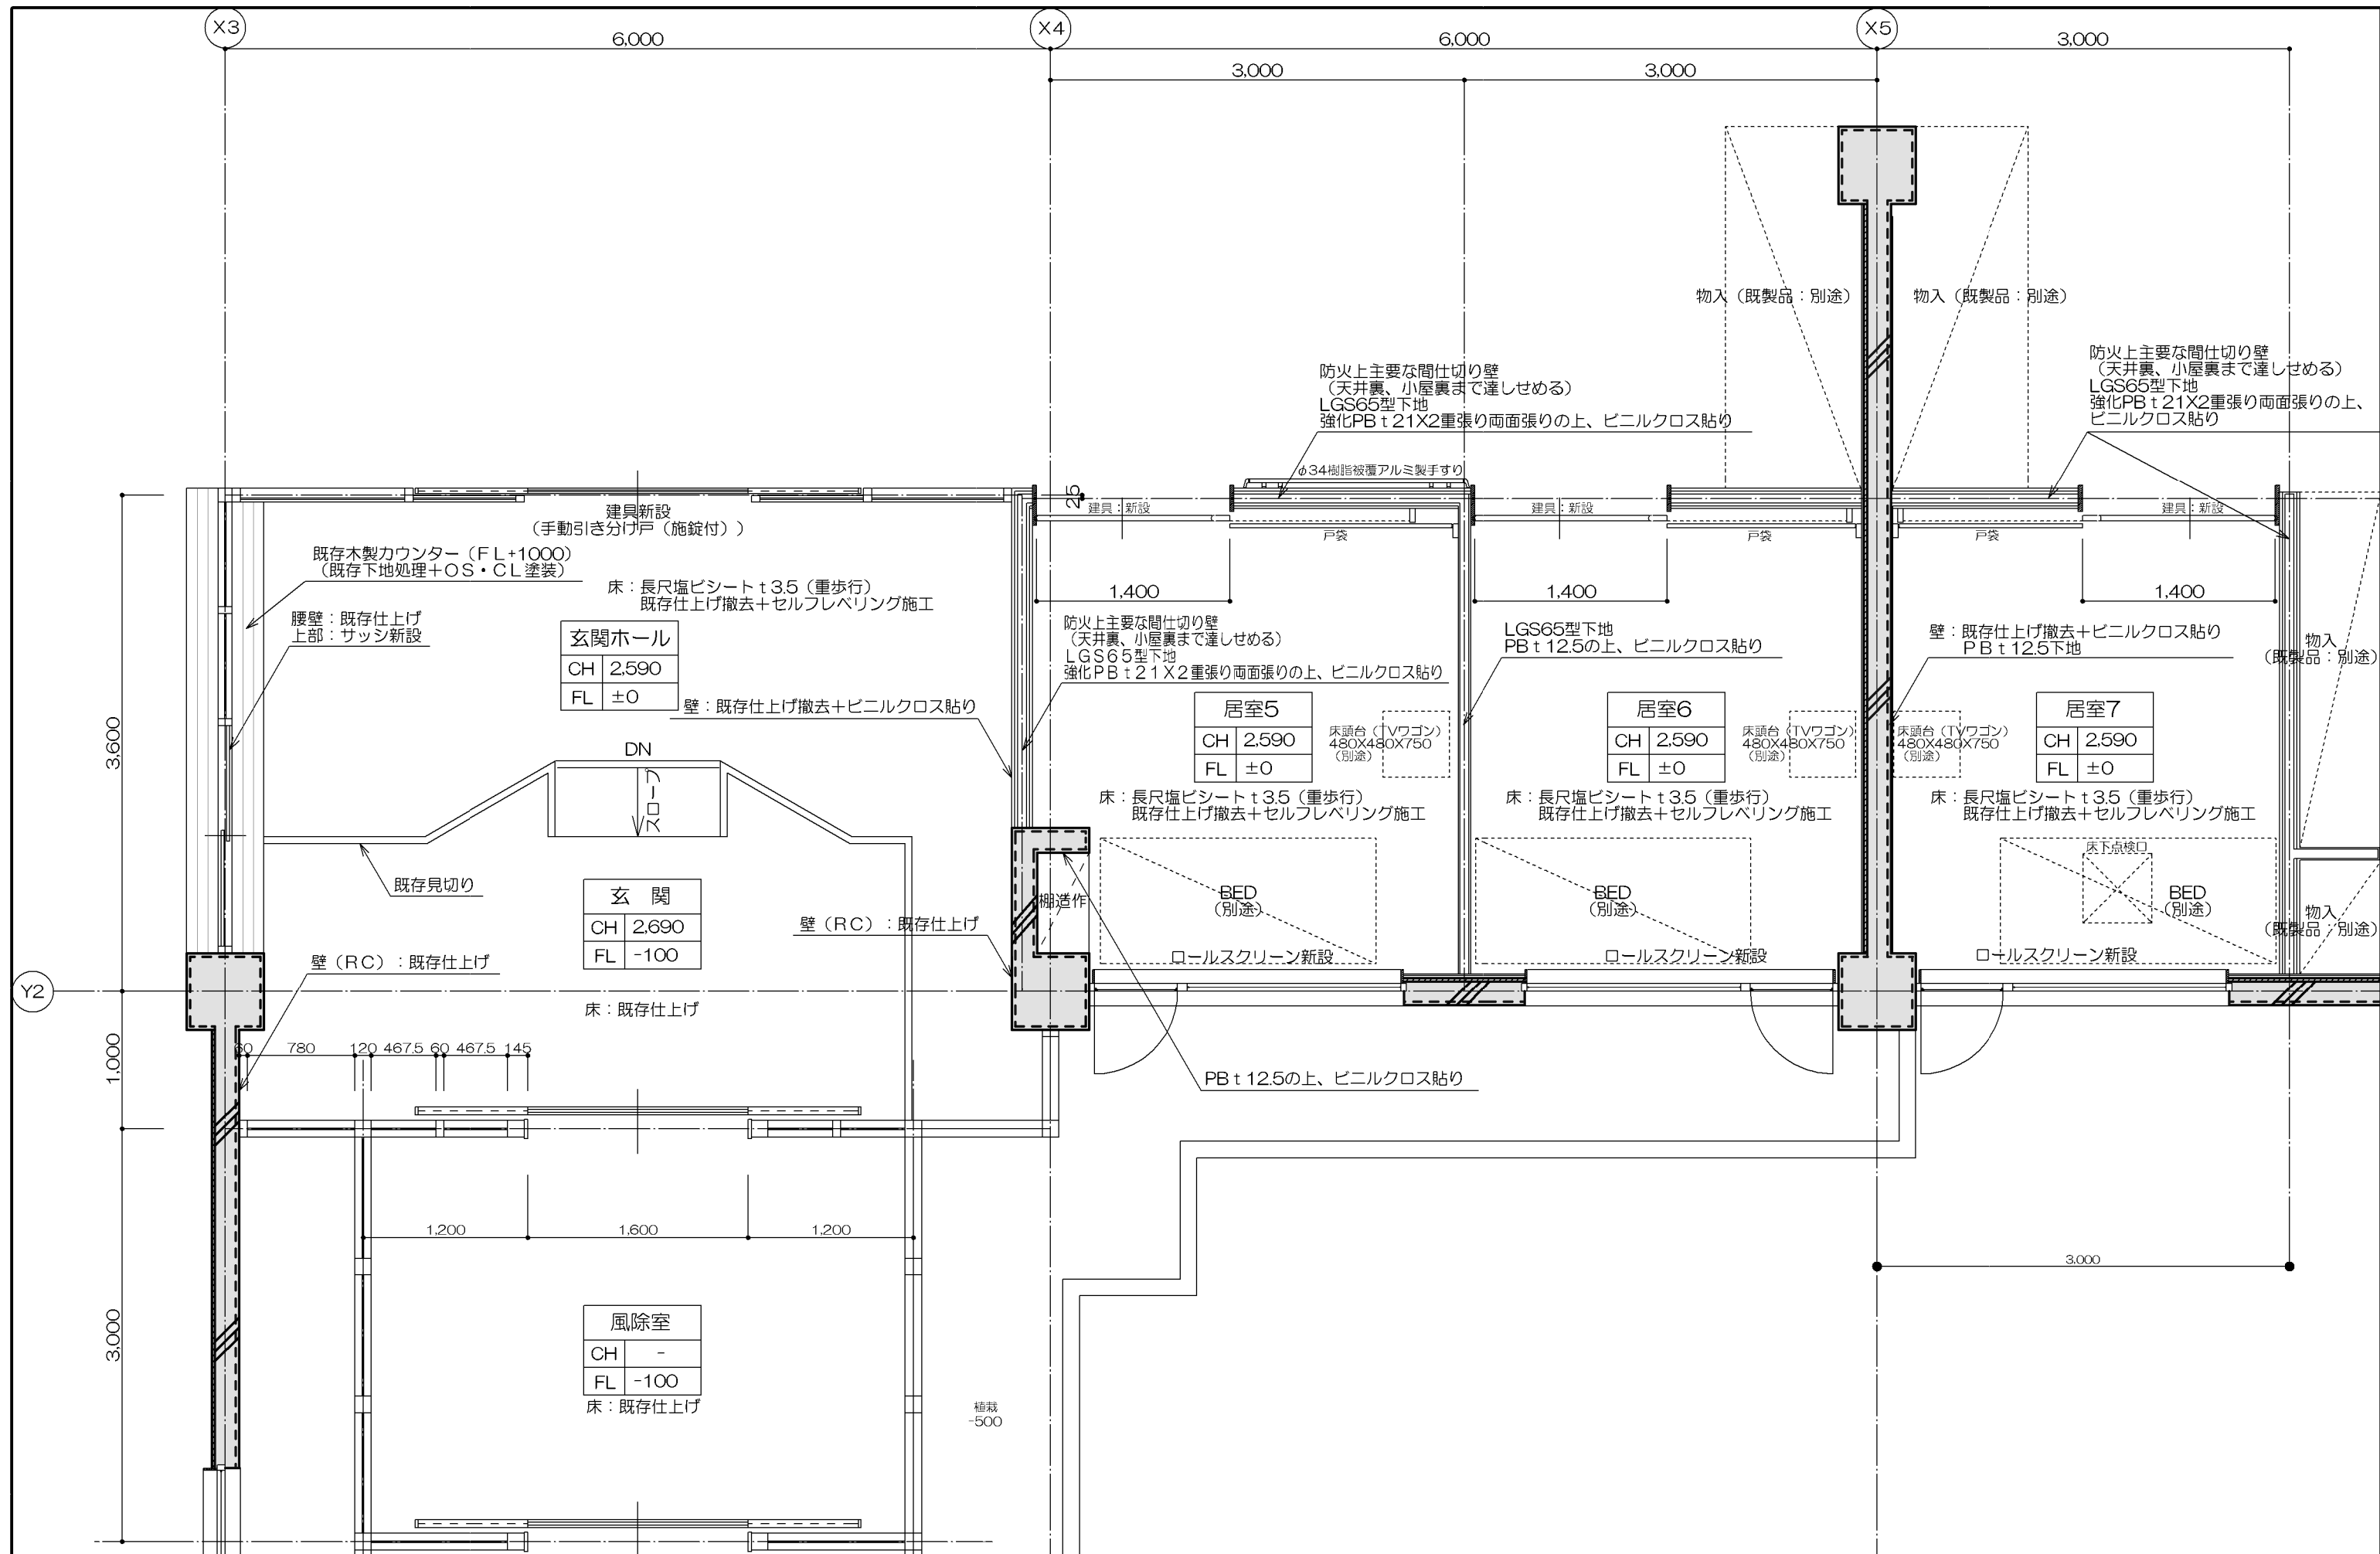 X3
X4
X5
6,000
6,000
3,000
3,000
3,000
物入（既製品：別途）
物入（既製品：別途）
防火上主要な間仕切り壁
（天井裏、小屋裏まで達しせめる）
LGS65型下地
強化PBｔ21X2重張り両面張りの上、ビニルクロス貼り
防火上主要な間仕切り壁
（天井裏、小屋裏まで達しせめる）
LGS65型下地
強化PBｔ21X2重張り両面張りの上、
ビニルクロス貼り
φ34樹脂被覆アルミ製手すり
25
建具：新設
戸袋
建具：新設
戸袋
戸袋
建具：新設
建具新設
（手動引き分け戸（施錠付））
既存木製カウンター（ＦＬ+1000）
（既存下地処理＋ＯＳ・ＣＬ塗装）
床：長尺塩ビシートｔ3.5（重歩行）
既存仕上げ撤去＋セルフレベリング施工
腰壁：既存仕上げ
上部：サッシ新設
玄関ホール
CH 2,590
FL ±0
壁：既存仕上げ撤去＋ビニルクロス貼り
1,400
1,400
1,400
防火上主要な間仕切り壁
（天井裏、小屋裏まで達しせめる）
ＬＧＳ６５型下地
強化ＰＢｔ２１Ｘ２重張り両面張りの上、ビニルクロス貼り
LGS65型下地
PBｔ12.5の上、ビニルクロス貼り
壁：既存仕上げ撤去＋ビニルクロス貼り
ＰＢｔ12.5下地
物入
（既製品：別途）
居室5
CH 2,590
FL ±0
床頭台（TVワゴン）
480X480X750
（別途）
居室6
CH 2,590
FL ±0
床頭台（TVワゴン）
480X480X750
（別途）
床頭台（TVワゴン）
480X480X750
（別途）
居室7
CH 2,590
FL ±0
床：長尺塩ビシートｔ3.5（重歩行）
既存仕上げ撤去＋セルフレベリング施工
床：長尺塩ビシートｔ3.5（重歩行）
既存仕上げ撤去＋セルフレベリング施工
床：長尺塩ビシートｔ3.5（重歩行）
既存仕上げ撤去＋セルフレベリング施工
3,600
DN
スロープ
既存見切り
玄　関
CH 2,690
FL -100
壁（ＲＣ）：既存仕上げ
壁（ＲＣ）：既存仕上げ
棚造作
BED
（別途）
BED
（別途）
床下点検口
BED
（別途）
物入
（既製品：別途）
ロールスクリーン新設
ロールスクリーン新設
ロールスクリーン新設
Y2
床：既存仕上げ
1,000
60 780 120 467.5 60 467.5 145
PBｔ12.5の上、ビニルクロス貼り
1,200
1,600
1,200
3,000
3,000
風除室
CH -
FL -100
床：既存仕上げ
植栽
-500